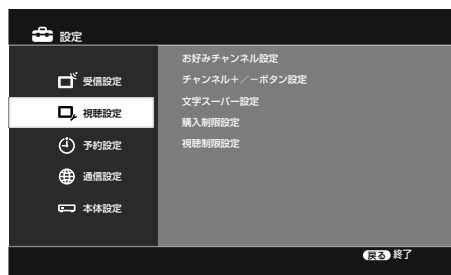 設定
受信設定
視聴設定
予約設定
通信設定
本体設定
お好みチャンネル設定
チャンネル+/-ボタン設定
文字スーパー設定
購入制限設定
視聴制限設定
戻る 終了